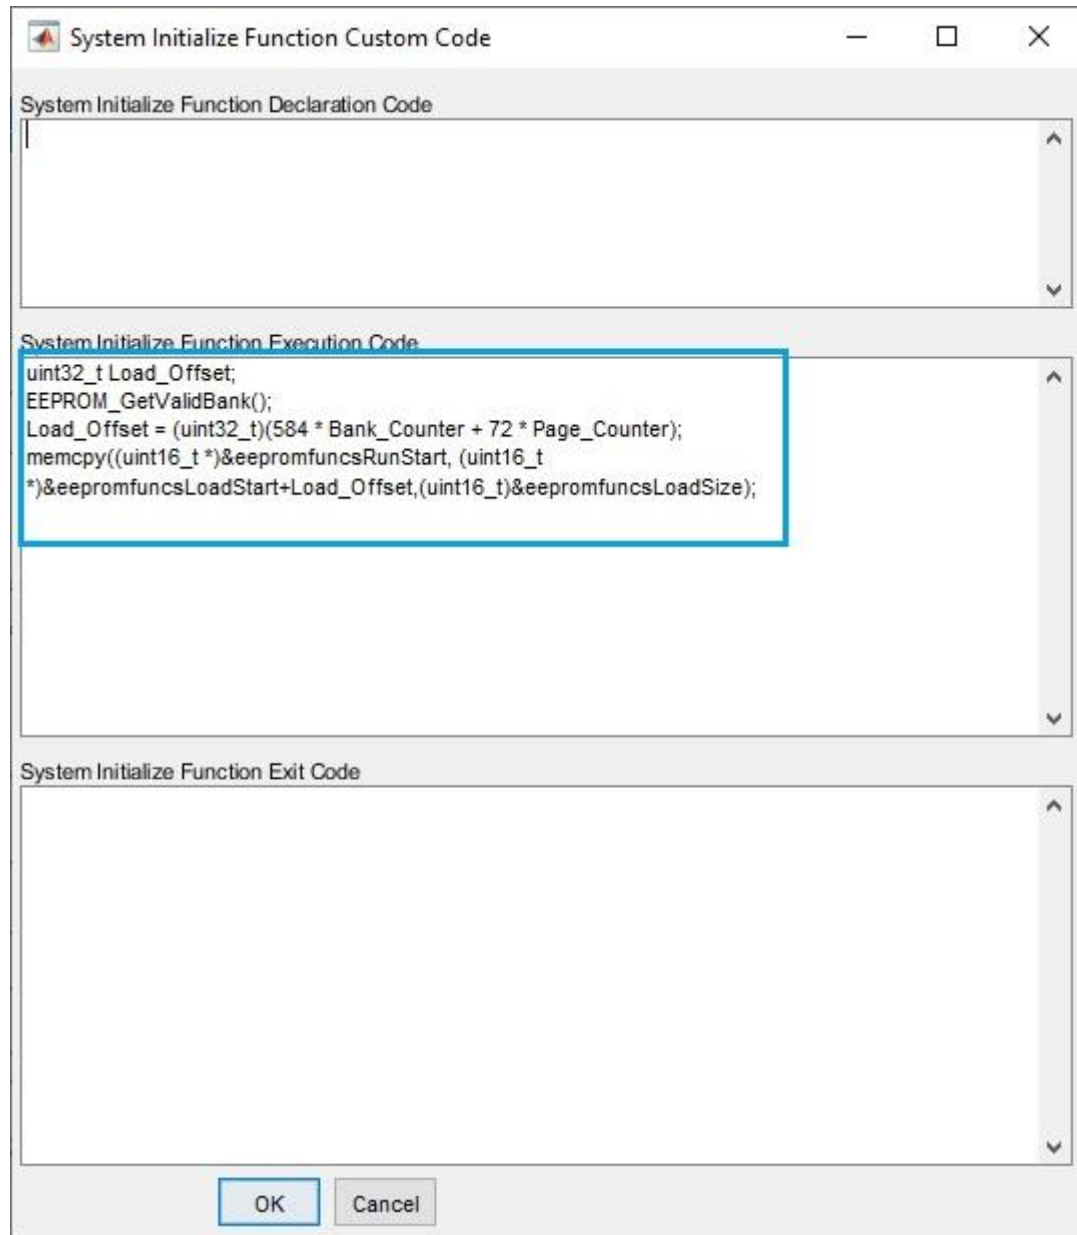 System Initialize Function Custom Code
System Initialize Function Declaration Code
System Initialize Function Execution Code
uint32_t Load_Offset;
EEPROM_GetValidBank();
Load_Offset = (uint32_t)(584 * Bank_Counter + 72 * Page_Counter);
memcpy((uint16_t *)&eepromfuncsRunStart, (uint16_t
*)&eepromfuncsLoadStart+Load_Offset,(uint16_t)&eepromfuncsLoadSize);
System Initialize Function Exit Code
OK Cancel